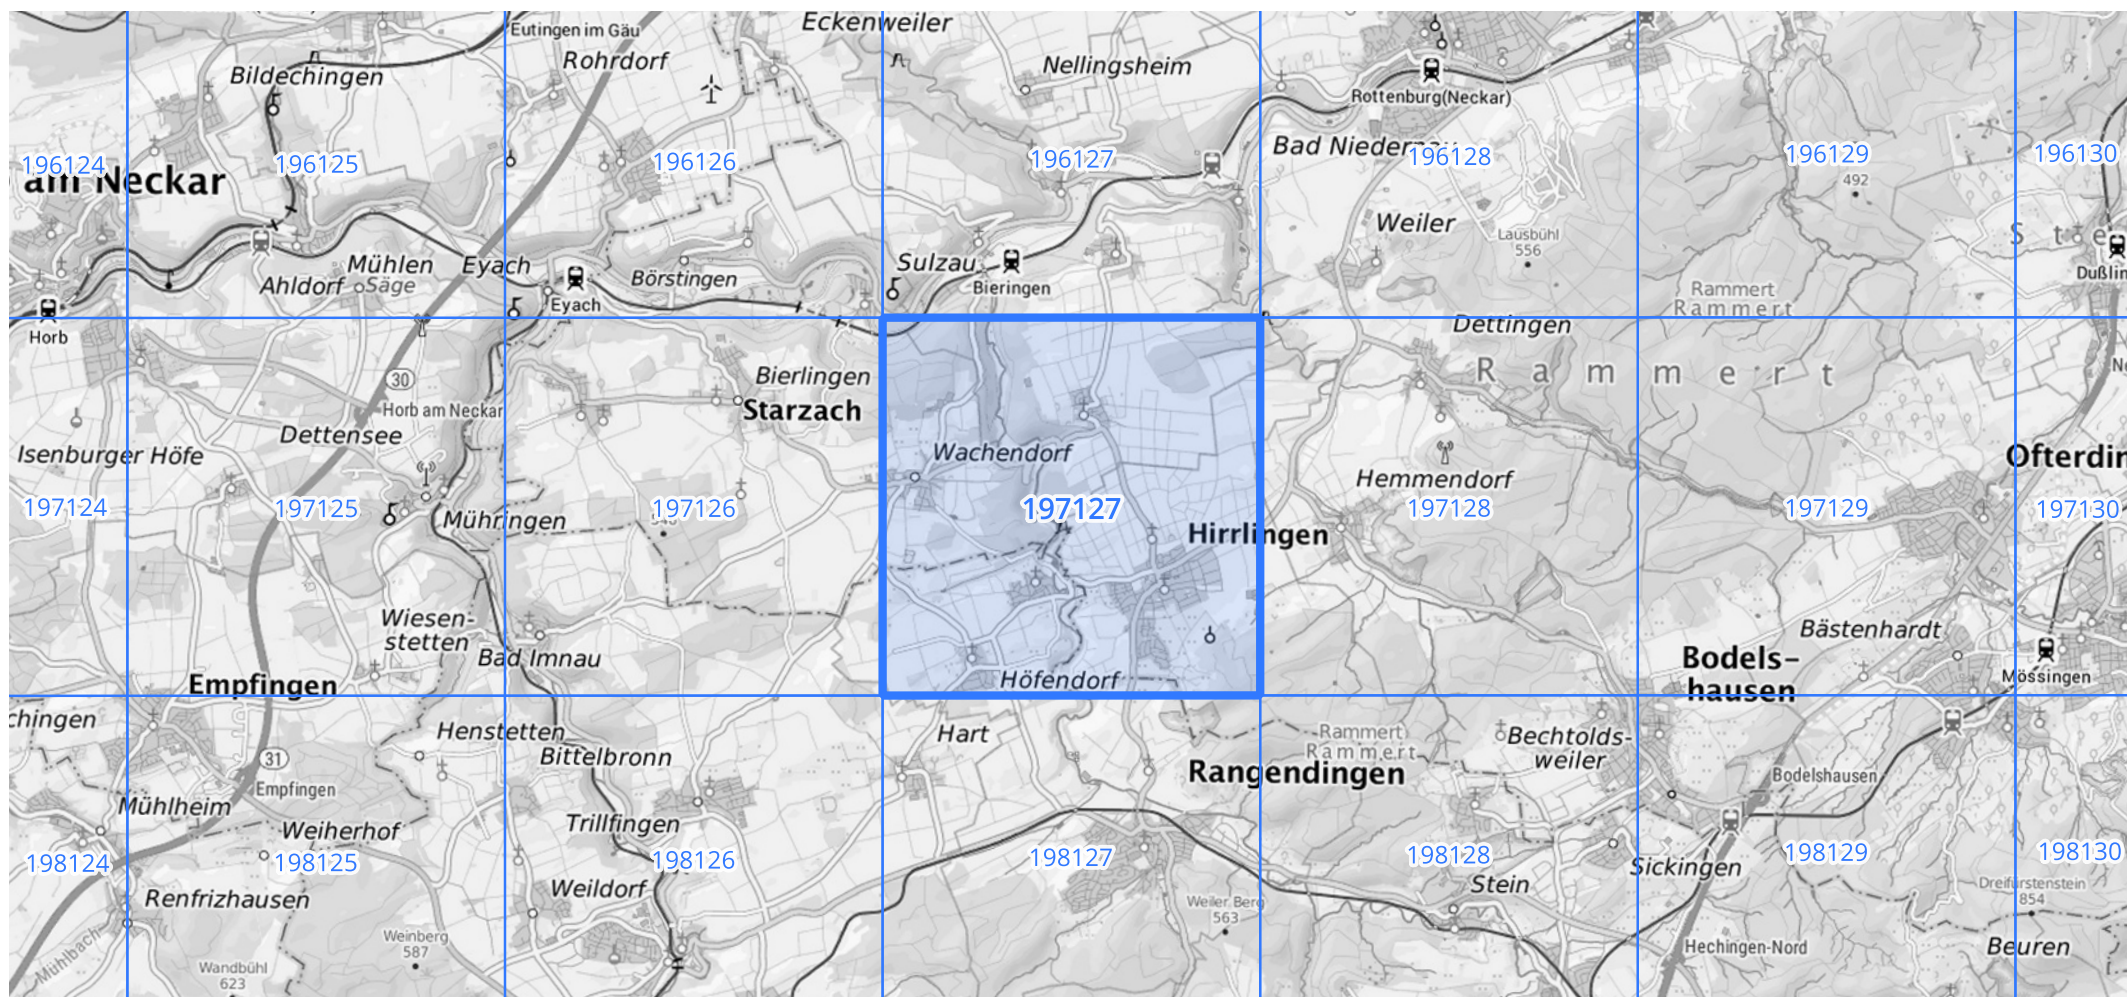 Eutingen im Gäu
Eckenweiler
Bildechingen
Rohrdorf
Nellingsheim
Rottenburg(Neckar)
Bad Niedernau
196124
196125
196126
196127
196128
196129
196130
am Neckar
492
Weiler
Lausbühl
556
S t e
Mühlen
Eyach
Sulzau
Ahldorf
Säge
Börstingen
Bieringen
Eyach
Dußlin
Rammert
Rammert
Horb
Dettingen
30
Bierlingen
R a m m e r t
Horb am Neckar
Starzach
Dettensee
Isenburger Höfe
Wachendorf
Ofterdin
Hemmendorf
197124
197125
197126
197127
197128
197129
197130
Mühringen
540
Hirrlingen
Wiesen-
stetten
Bad Imnau
Bästenhardt
Bodels-
hausen
Empfingen
Höfendorf
Mössingen
chingen
Henstetten
Hart
Rammert
Rammert
Bechtolds-
weiler
Bittelbronn
31
Empfingen
Rangendingen
Bodelshausen
Mühlheim
Weiherhof
Trillfingen
198124
198125
198126
198127
198128
198129
198130
Sickingen
Renfrizhausen
Weildorf
Stein
Dreifürstenstein
854
Weiler Berg
563
Mühlbach
Weinberg
587
Hechingen-Nord
Beuren
Wandbühl
623